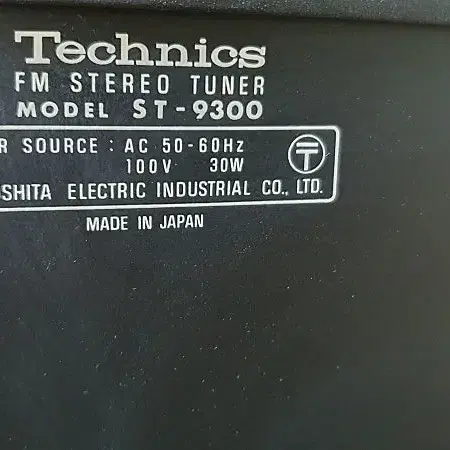 Technics
FM STEREO TUNER
MODEL ST-9300
R SOURCE : AC 50-60Hz
100V 30W
SHITA ELECTRIC INDUSTRIAL CO., LTD.
MADE IN JAPAN